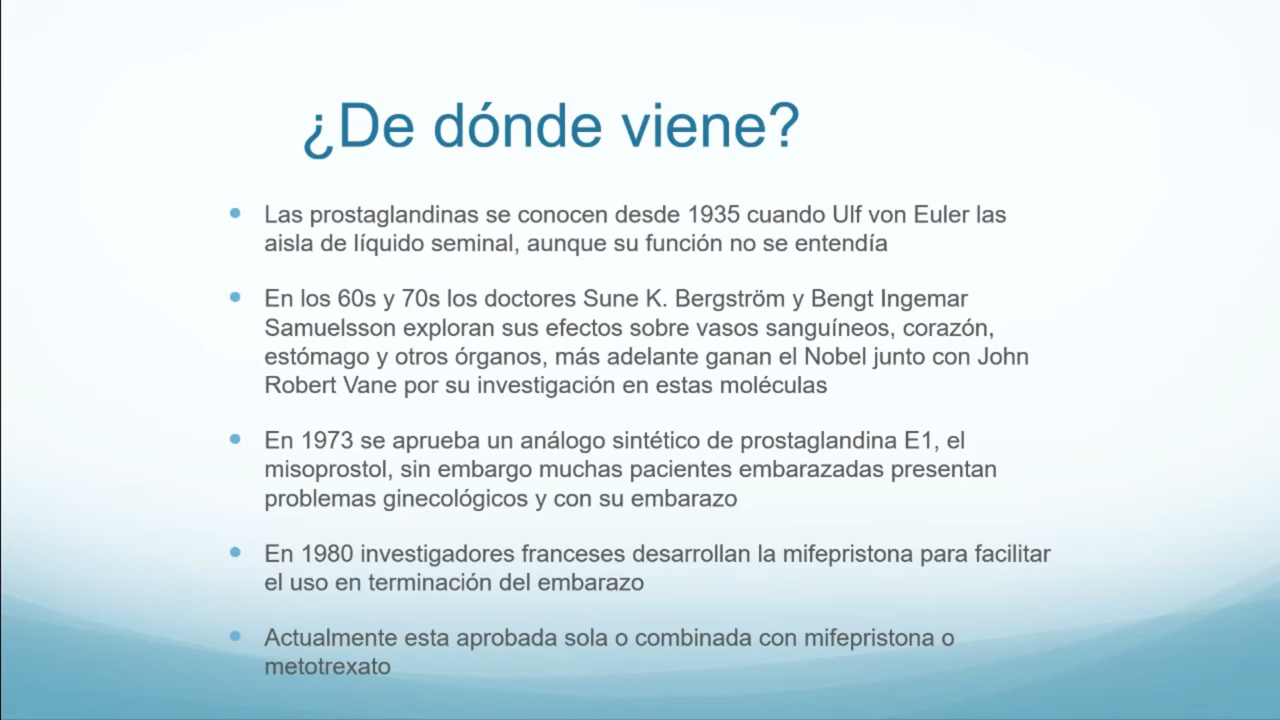 ¿De dónde viene?
Las prostaglandinas se conocen desde 1935 cuando Ulf von Euler las
aisla de líquido seminal, aunque su función no se entendía
En los 60s y 70s los doctores Sune K. Bergström y Bengt Ingemar
Samuelsson exploran sus efectos sobre vasos sanguíneos, corazón,
estómago y otros órganos, más adelante ganan el Nobel junto con John
Robert Vane por su investigación en estas moléculas
En 1973 se aprueba un análogo sintético de prostaglandina E1, el
misoprostol, sin embargo muchas pacientes embarazadas presentan
problemas ginecológicos y con su embarazo
En 1980 investigadores franceses desarrollan la mifepristona para facilitar
el uso en terminación del embarazo
Actualmente esta aprobada sola o combinada con mifepristona o
metotrexato